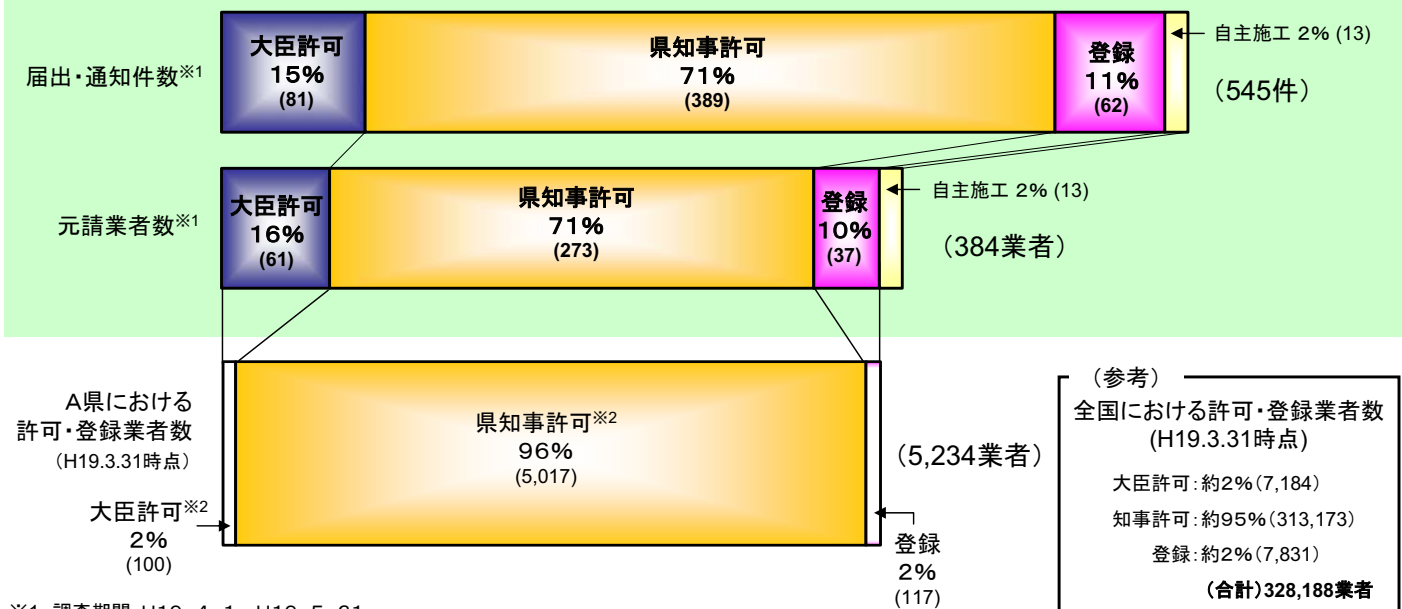 届出・通知件数※1
大臣許可
15%
(81)
県知事許可
71%
(389)
登録
11%
(62)
自主施工 2% (13)
(545件)
元請業者数※1
大臣許可
16%
(61)
県知事許可
71%
(273)
登録
10%
(37)
自主施工 2% (13)
(384業者)
A県における
許可・登録業者数
(H19.3.31時点)
大臣許可※2
2%
(100)
県知事許可※2
96%
(5,017)
(5,234業者)
登録
2%
(117)
(参考)
全国における許可・登録業者数
(H19.3.31時点)
大臣許可:約2%(7,184)
知事許可:約95%(313,173)
登録:約2%(7,831)
(合計)328,188業者